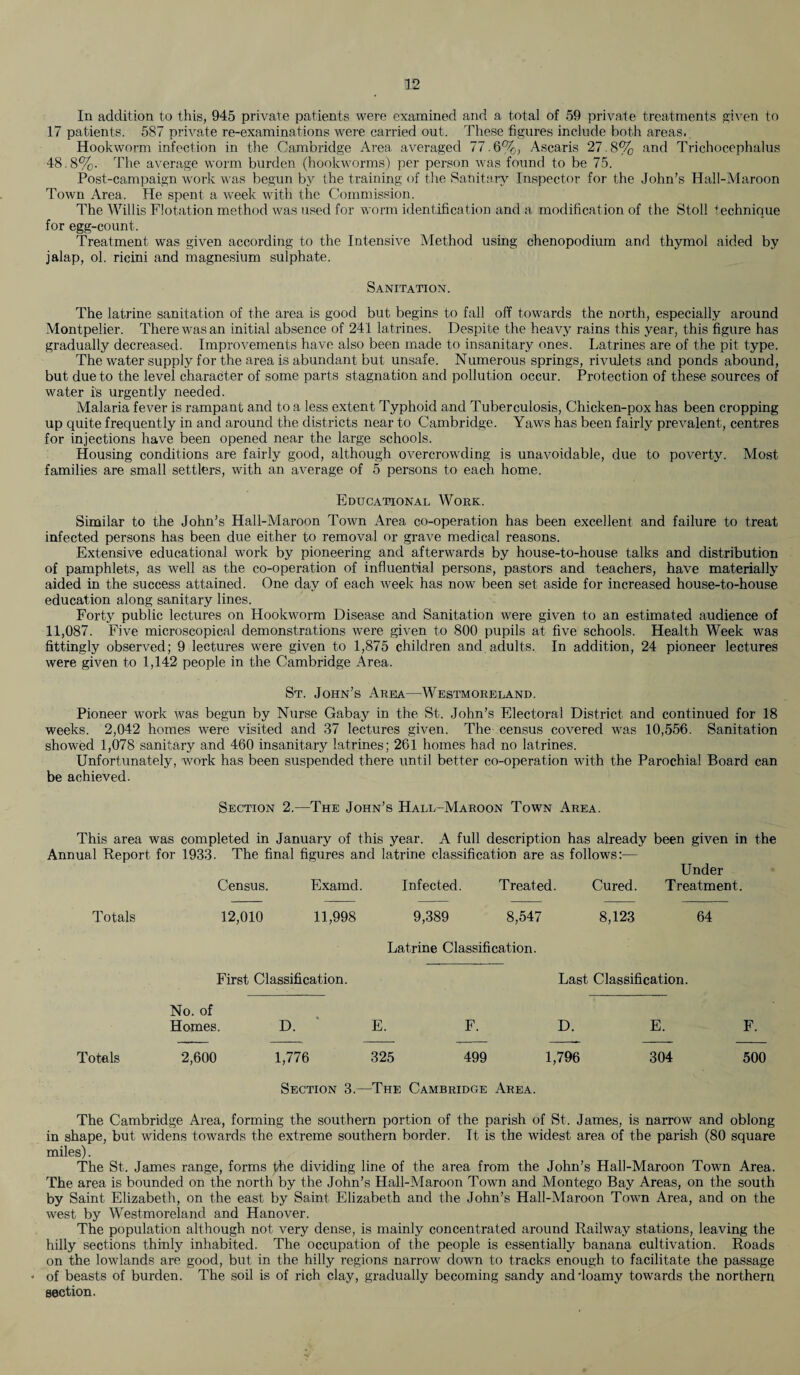 12
In addition to this, 945 private patients were examined and a total of 59 private treatments given to
17 patients. 587 private re-examinations were carried out. These figures include both areas.
Hookworm infection in the Cambridge Area averaged 77.6%, Ascaris 27.8% and Trichocephalus
48.8%. The average worm burden (hookworms) per person was found to be 75.
Post-campaign work was begun by the training of the Sanitary Inspector for the John's Hall-Maroon
Town Area. He spent a week with the Commission.
The Willis Flotation method was used for worm identification and a modification of the Stoll technique
for egg-count.
Treatment was given according to the Intensive Method using chenopodium and thymol aided by
jalap, ol. ricini and magnesium sulphate.
SANITATION.
The latrine sanitation of the area is good but begins to fall off towards the north, especially around
Montpelier. There was an initial absence of 241 latrines. Despite the heavy rains this year, this figure has
gradually decreased. Improvements have also been made to insanitary ones. Latrines are of the pit type.
The water supply for the area is abundant but unsafe. Numerous springs, rivulets and ponds abound,
but due to the level character of some parts stagnation and pollution occur. Protection of these sources of
water is urgently needed.
Malaria fever is rampant and to a less extent Typhoid and Tuberculosis, Chicken-pox has been cropping
up quite frequently in and around the districts near to Cambridge. Yaws has been fairly prevalent, centres
for injections have been opened near the large schools.
Housing conditions are fairly good, although overcrowding is unavoidable, due to poverty. Most
families are small settlers, with an average of 5 persons to each home.
EDUCATIONAL WORK.
Similar to the John's Hall-Maroon Town Area co-operation has been excellent and failure to treat
infected persons has been due either to removal or grave medical reasons.
Extensive educational work by pioneering and afterwards by house-to-house talks and distribution
of pamphlets, as well as the co-operation of influential persons, pastors and teachers, have materially
aided in the success attained. One day of each week has now been set aside for increased house-to-house
education along sanitary lines.
Forty public lectures on Hookworm Disease and Sanitation were given to an estimated audience of
11,087. Five microscopical demonstrations were given to 800 pupils at five schools. Health Week was
fittingly observed; 9 lectures were given to 1,875 children and adults. In addition, 24 pioneer lectures
were given to 1,142 people in the Cambridge Area.
ST. JOHN'S AREA—WESTMORELAND.
Pioneer work was begun by Nurse Gabay in the St. John's Electoral District and continued for 18
weeks. 2,042 homes were visited and 37 lectures given. The census covered was 10,556. Sanitation
showed 1,078 sanitary and 460 insanitary latrines; 261 homes had no latrines.
Unfortunately, work has been suspended there until better co-operation with the Parochial Board can
be achieved.
SECTION 2.—THE JOHN'S HALL-MAROON TOWN AREA.
This area was completed in January of this year. A full description has already been given in the
Annual Report for 1933. The final figures and latrine classification are as follows:—
Under
Census. Examd. Infected. Treated. Cured. Treatment.
Totals 12,010 11,998 9,389 8,547 8,123 64
Latrine Classification.
First Classification. Last Classification.
No. of
Homes. D. E. F. D. E. F.
Totals 2,600 1,776 325 499 1,796 304 500
SECTION 3.—THE CAMBRIDGE AREA.
The Cambridge Area, forming the southern portion of the parish of St. James, is narrow and oblong
in shape, but widens towards the extreme southern border. It is the widest area of the parish (80 square
miles).
The St. James range, forms the dividing line of the area from the John's Hall-Maroon Town Area.
The area is bounded on the north by the John's Hall-Maroon Town and Montego Bay Areas, on the south
by Saint Elizabeth, on the east by Saint Elizabeth and the John's Hall-Maroon Town Area, and on the
west by Westmoreland and Hanover.
The population although not very dense, is mainly concentrated around Railway stations, leaving the
hilly sections thinly inhabited. The occupation of the people is essentially banana cultivation. Roads
on the lowlands are good, but in the hilly regions narrow down to tracks enough to facilitate the passage
of beasts of burden. The soil is of rich clay, gradually becoming sandy and loamy towards the northern
section.